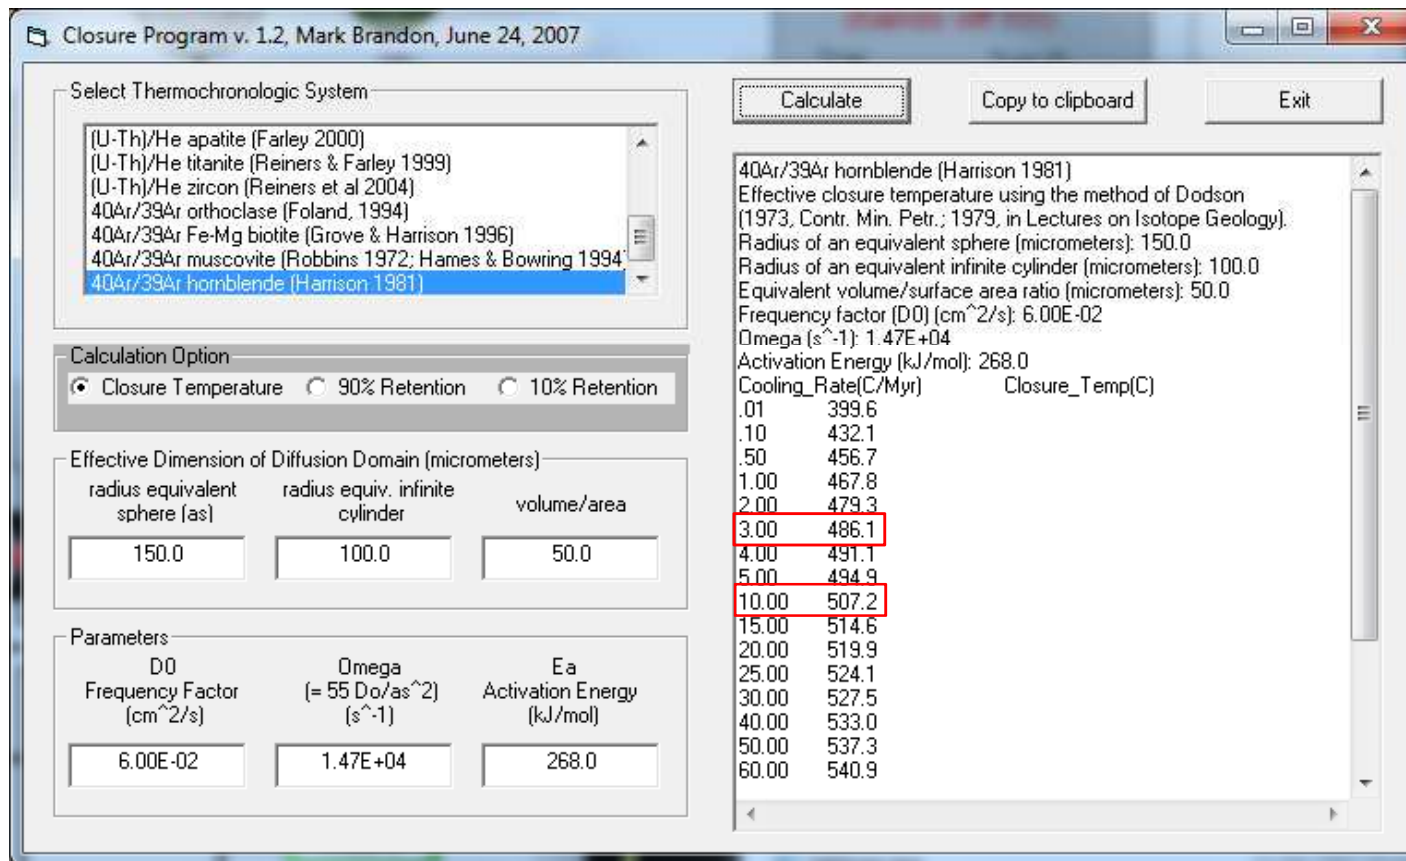 Closure Program v. 1.2, Mark Brandon, June 24, 2007
Select Thermochronologic System
(U-Th)/He apatite (Farley 2000)
(U-Th)/He titanite (Reiners & Farley 1999)
(U-Th)/He zircon (Reiners et al 2004)
40Ar/39Ar orthoclase (Foland, 1994)
40Ar/39Ar Fe-Mg biotite (Grove & Harrison 1996)
40Ar/39Ar muscovite (Robbins 1972; Hames & Bowring 1994)
40Ar/39Ar hornblende (Harrison 1981)
Calculation Option
Closure Temperature 90% Retention 10% Retention
Effective Dimension of Diffusion Domain (micrometers)
radius equivalent sphere (as)
radius equiv. infinite cylinder
volume/area
150.0 100.0 50.0
Parameters
D0 Frequency Factor (cm^2/s)
Omega (= 55 Do/as^2) (s^-1)
Ea Activation Energy (kJ/mol)
6.00E-02 1.47E+04 268.0
Calculate Copy to clipboard Exit
40Ar/39Ar hornblende (Harrison 1981)
Effective closure temperature using the method of Dodson
(1973, Contr. Min. Petr.; 1979, in Lectures on Isotope Geology).
Radius of an equivalent sphere (micrometers): 150.0
Radius of an equivalent infinite cylinder (micrometers): 100.0
Equivalent volume/surface area ratio (micrometers): 50.0
Frequency factor (D0) (cm^2/s): 6.00E-02
Omega (s^-1): 1.47E+04
Activation Energy (kJ/mol): 268.0
Cooling_Rate(C/Myr) Closure_Temp(C)
.01 399.6
.10 432.1
.50 456.7
1.00 467.8
2.00 479.3
3.00 486.1
4.00 491.1
5.00 494.9
10.00 507.2
15.00 514.6
20.00 519.9
25.00 524.1
30.00 527.5
40.00 533.0
50.00 537.3
60.00 540.9